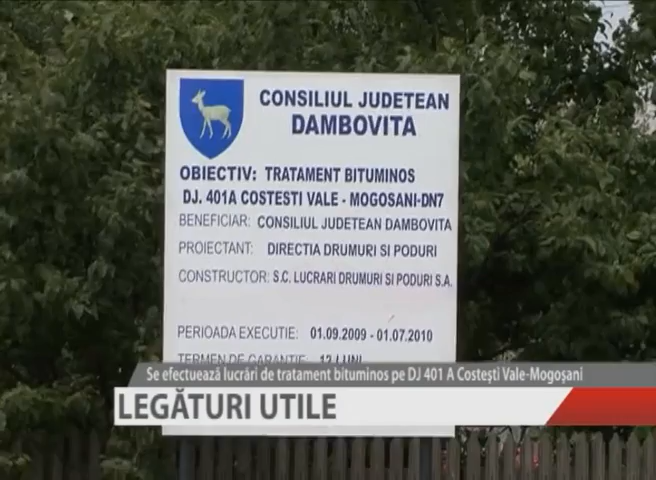 CONSILIUL JUDETEAN
DAMBOVITA
OBIECTIV: TRATAMENT BITUMINOS
DJ. 401A COSTESTI VALE - MOGOSANI-DN7
BENEFICIAR: CONSILIUL JUDETEAN DAMBOVITA
PROIECTANT: DIRECTIA DRUMURI SI PODURI
CONSTRUCTOR: S.C. LUCRARI DRUMURI SI PODURI S.A.
PERIOADA EXECUTIE: 01.09.2009 - 01.07.2010
TERMEN DE GARANTIE: 12 LUNI
Se efectuează lucrări de tratament bituminos pe DJ 401 A Costeşti Vale-Mogoşani
LEGĂTURI UTILE